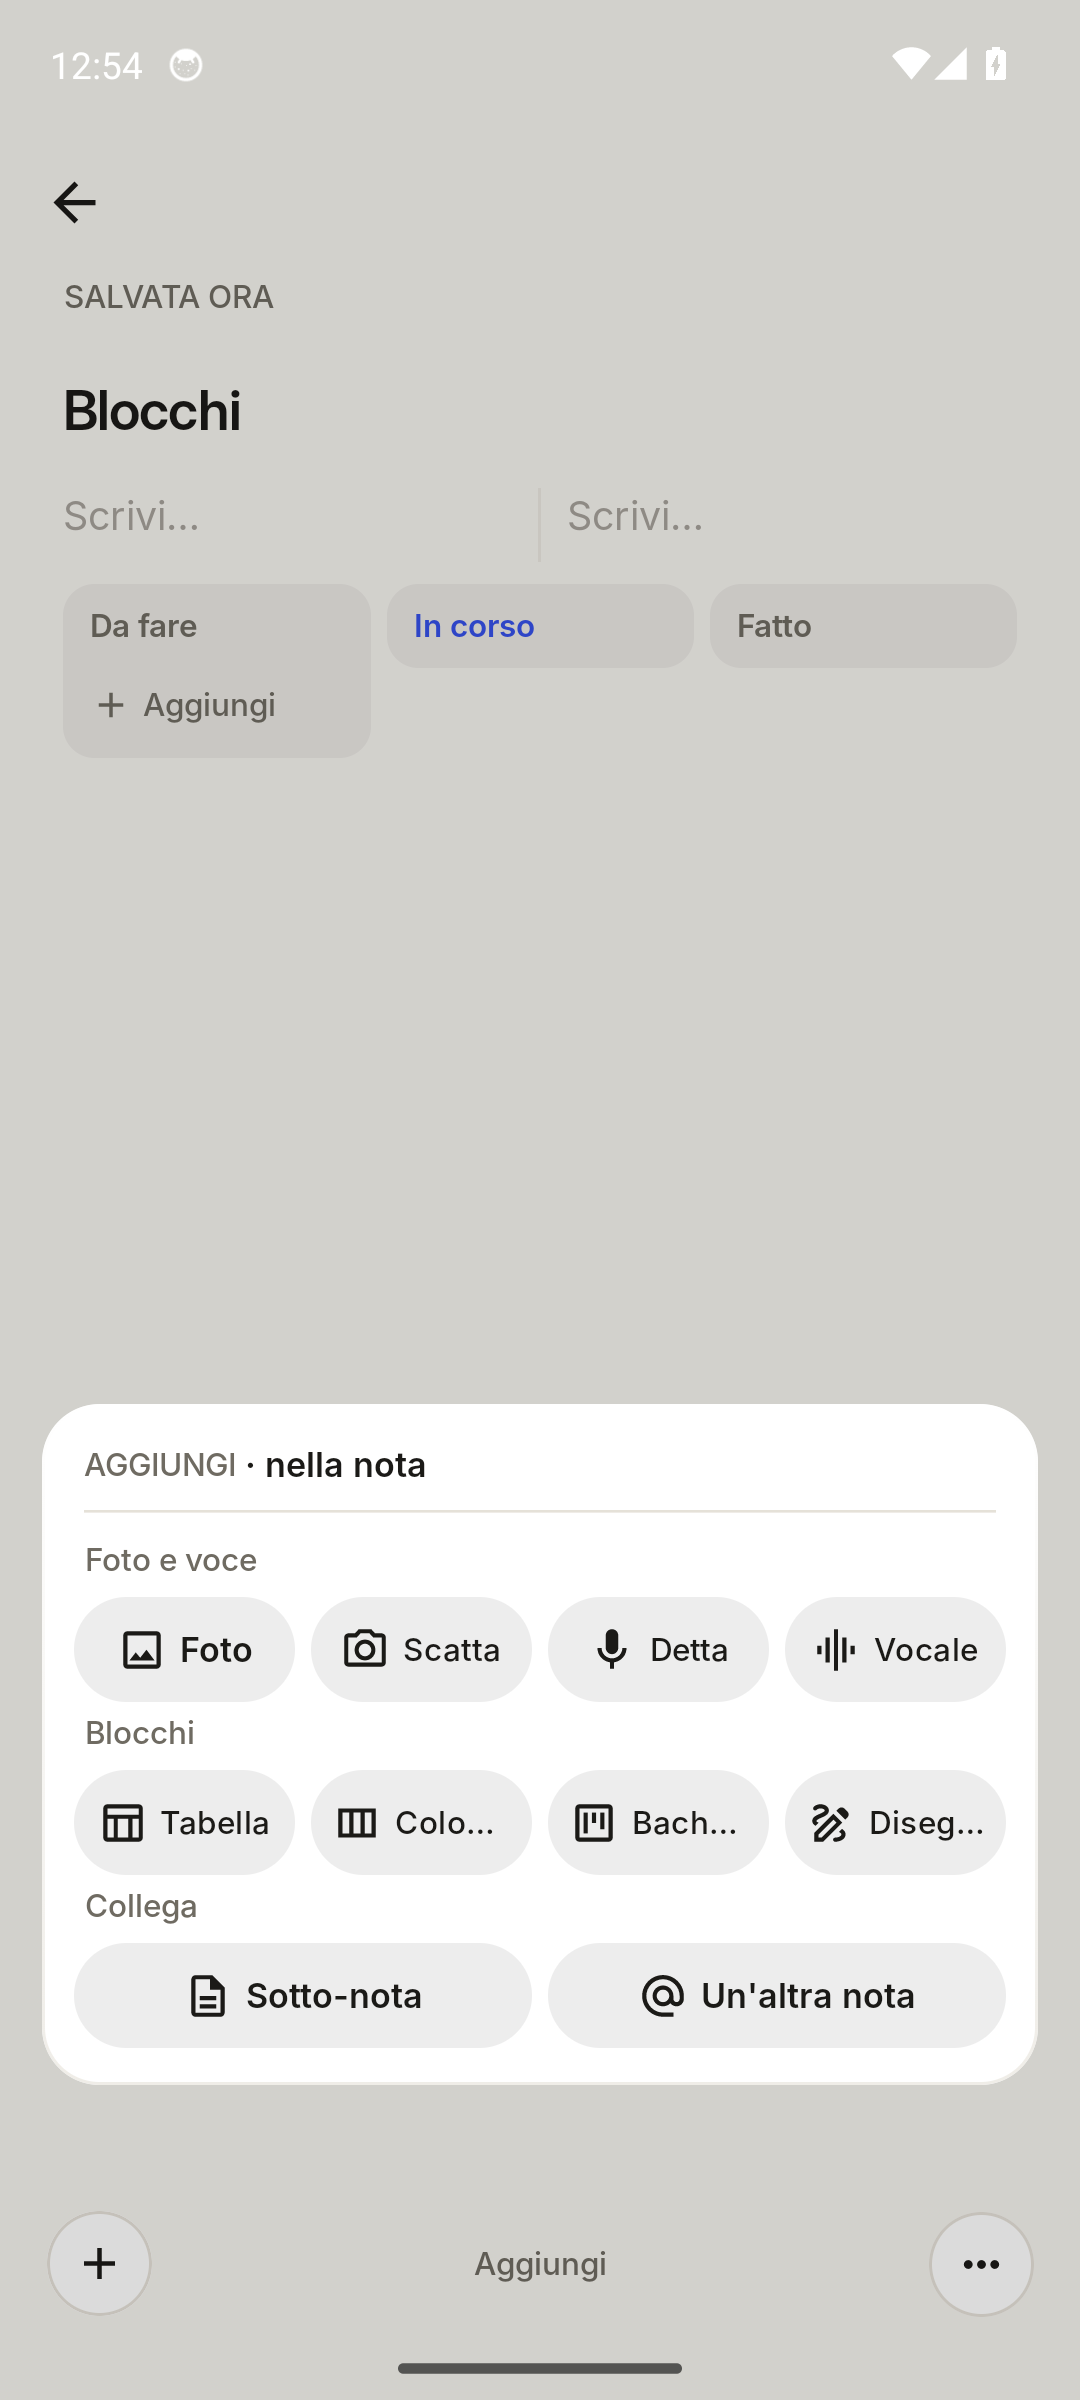 12:54
SALVATA ORA
Blocchi
Scrivi... Scrivi...
Da fare In corso Fatto
Aggiungi
AGGIUNGI · nella nota
Foto e voce
Foto Scatta Detta Vocale
Blocchi
Tabella Colo... Bach... Diseg...
Collega
Sotto-nota Un'altra nota
Aggiungi